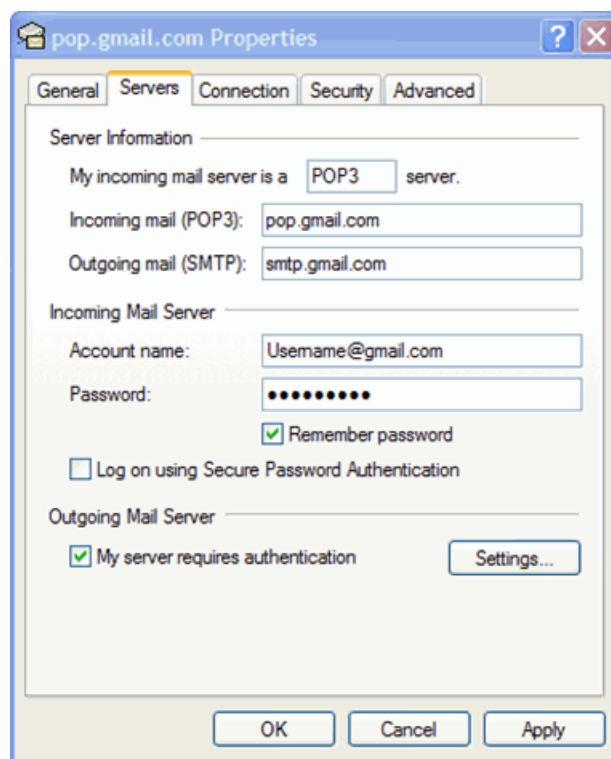 pop.gmail.com Properties
General Servers Connection Security Advanced
Server Information
My incoming mail server is a POP3 server.
Incoming mail (POP3): pop.gmail.com
Outgoing mail (SMTP): smtp.gmail.com
Incoming Mail Server
Account name: Username@gmail.com
Password: •••••••••
Remember password
Log on using Secure Password Authentication
Outgoing Mail Server
My server requires authentication Settings...
OK Cancel Apply